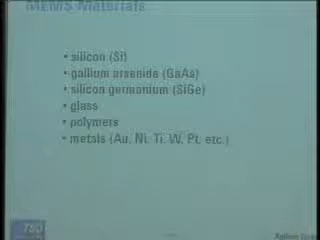 MEMS Materials
• silicon (Si)
• gallium arsenide (GaAs)
• silicon germanium (SiGe)
• glass
• polymers
• metals (Au, Ni, Ti, W, Pt, etc.)